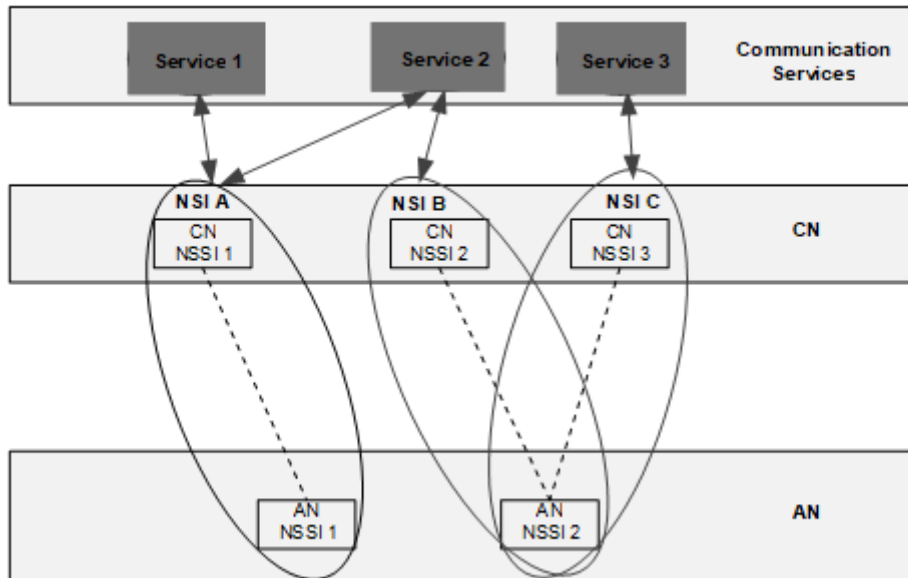 Service 1
Service 2
Service 3
Communication
Services
NSI A
NSI B
NSI C
CN
NSSI 1
CN
NSSI 2
CN
NSSI 3
CN
AN
NSSI 1
AN
NSSI 2
AN